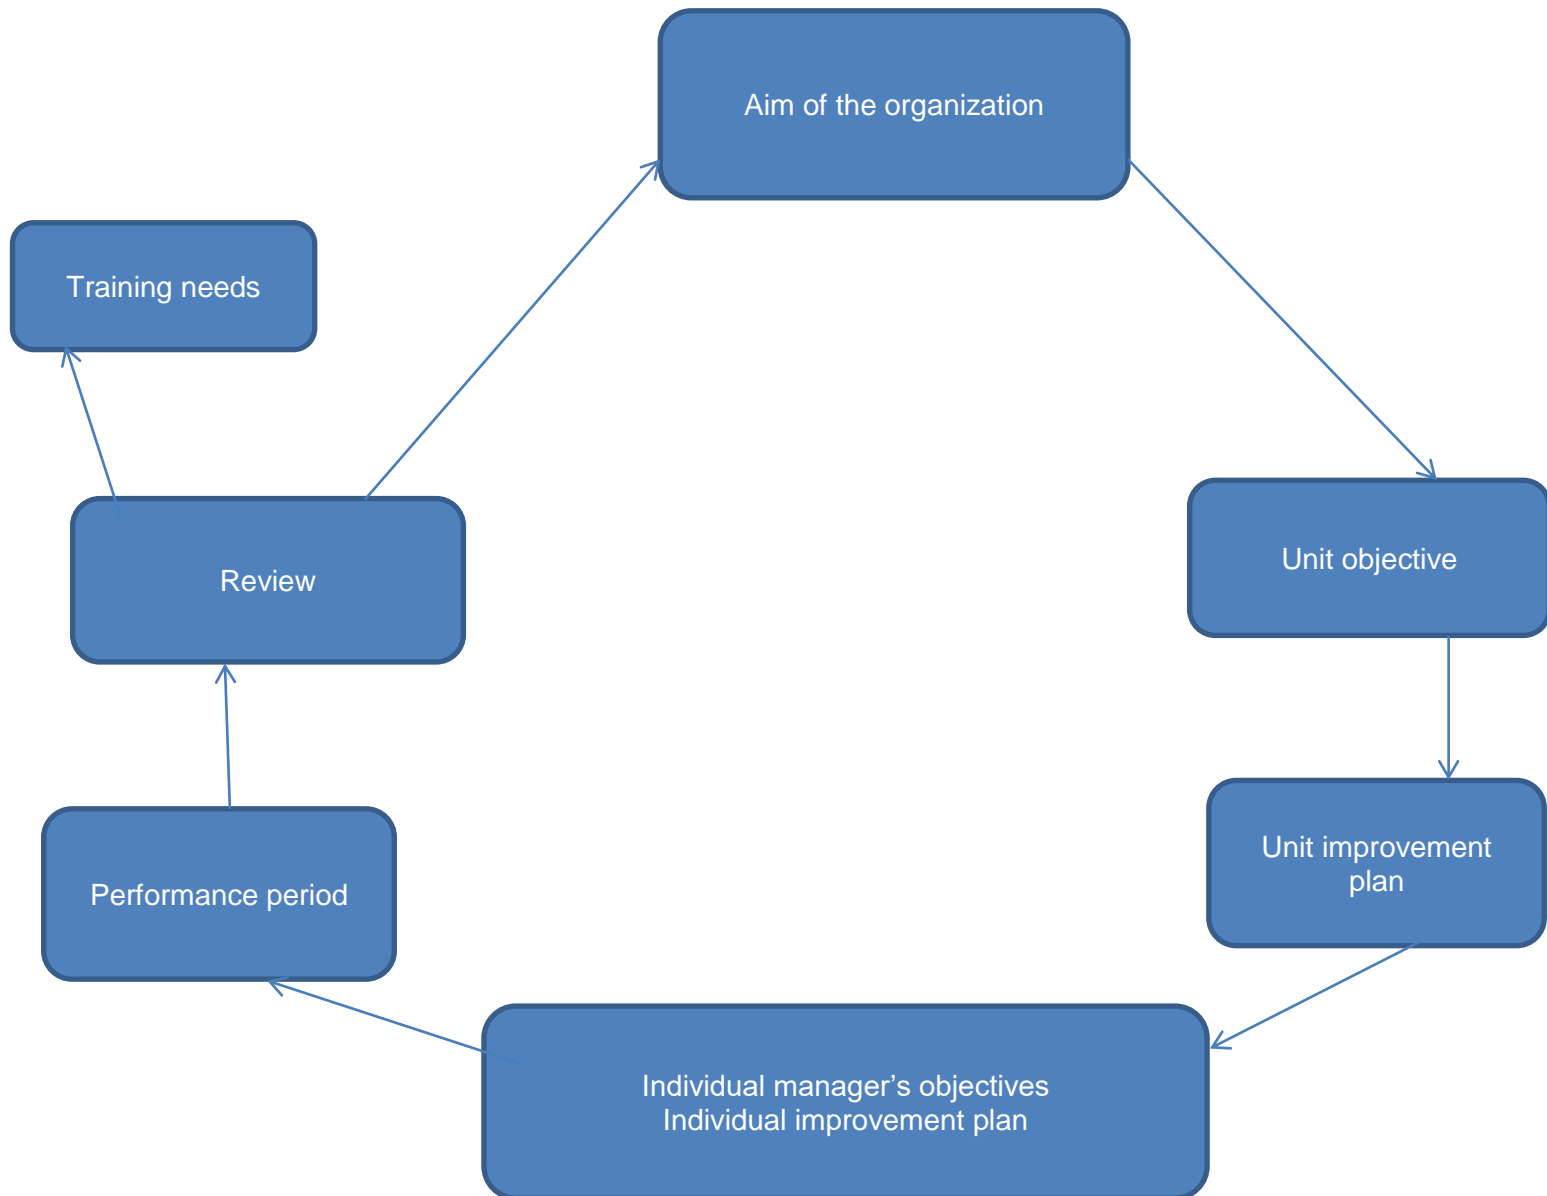 Aim of the organization
Training needs
Unit objective
Review
Unit improvement
plan
Performance period
Individual manager’s objectives
Individual improvement plan